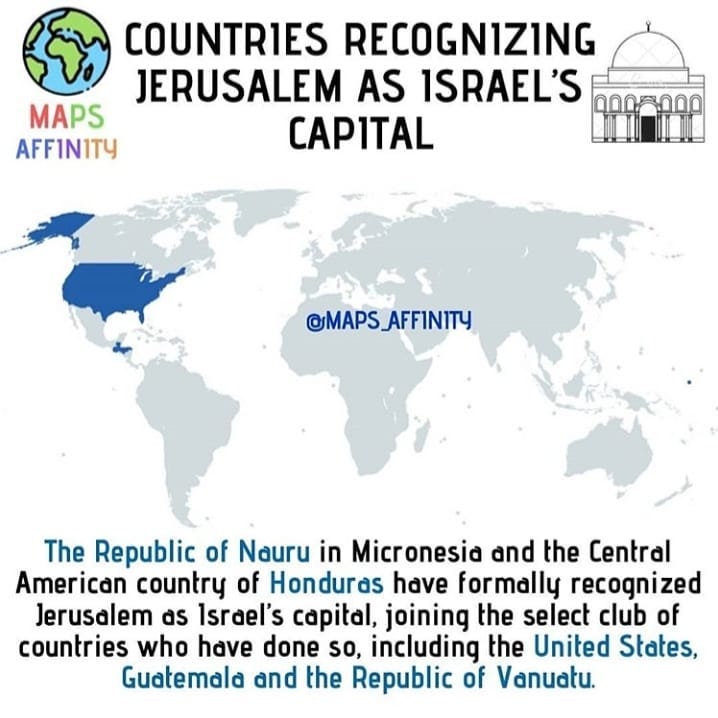 COUNTRIES RECOGNIZING
JERUSALEM AS ISRAEL'S
CAPITAL
MAPS
AFFINITY
@MAPS_AFFINITY
The Republic of Nauru in Micronesia and the Central
American country of Honduras have formally recognized
Jerusalem as Israel's capital, joining the select club of
countries who have done so, including the United States,
Guatemala and the Republic of Vanuatu.